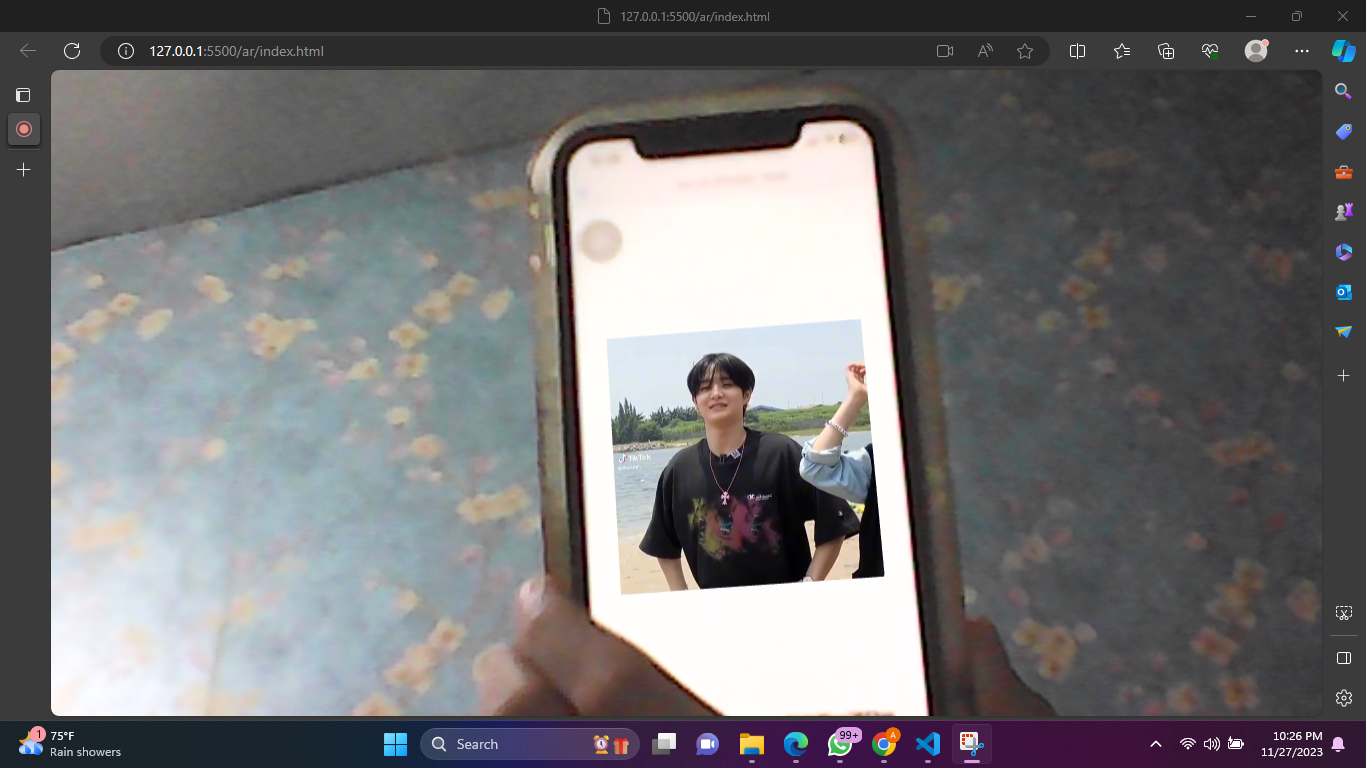 127.0.0.1:5500/ar/index.html
127.0.0.1:5500/ar/index.html
TikTok
1
75°F
Rain showers
Search
99+
A
10:26 PM
11/27/2023